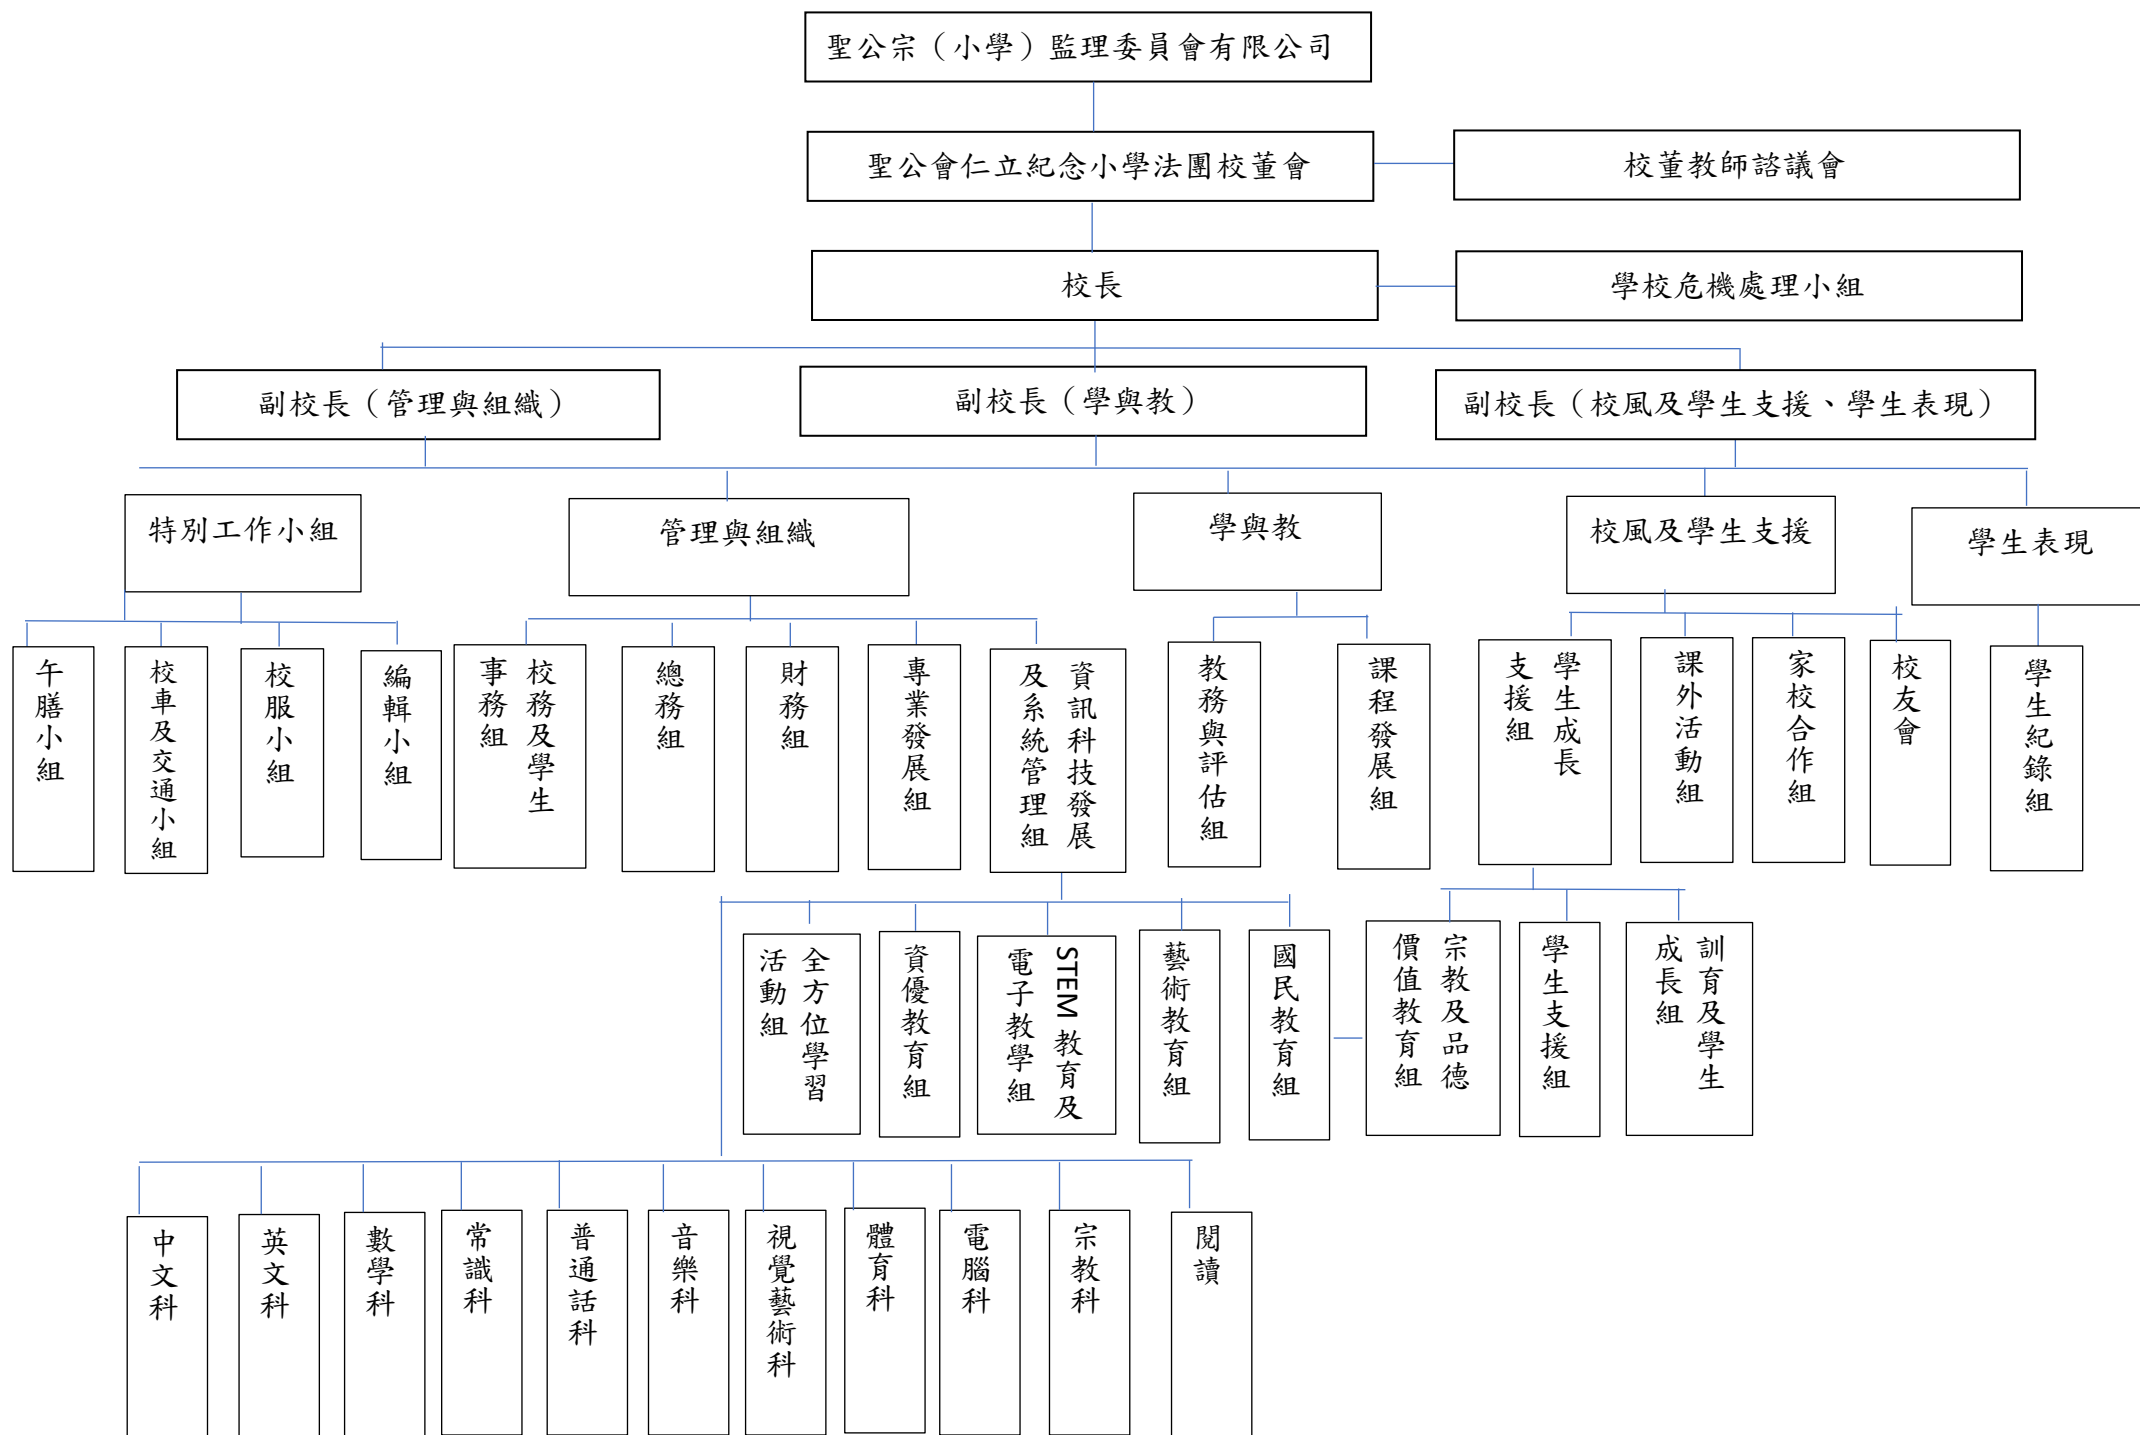 聖公宗（小學）監理委員會有限公司
聖公會仁立紀念小學法團校董會
校董教師諮議會
校長
學校危機處理小組
副校長（管理與組織）
副校長（學與教）
副校長（校風及學生支援、學生表現）
特別工作小組
管理與組織
學與教
校風及學生支援
學生表現
午膳小組
校車及交通小組
校服小組
編輯小組
校務及學生
事務組
總務組
財務組
專業發展組
資訊科技發展
及系統管理組
教務與評估組
課程發展組
學生成長
支援組
課外活動組
家校合作組
校友會
學生紀錄組
全方位學習
活動組
資優教育組
STEM 教育及
電子教學組
藝術教育組
國民教育組
宗教及品德
價值教育組
學生支援組
訓育及學生
成長組
中文科
英文科
數學科
常識科
普通話科
音樂科
視覺藝術科
體育科
電腦科
宗教科
閱讀